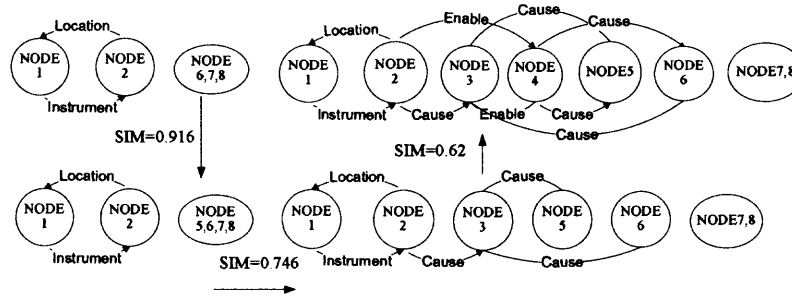 Location
NODE
1
NODE
2
NODE
6,7,8
Instrument
SIM=0.916
Location
NODE
1
NODE
2
NODE
5,6,7,8
Instrument
SIM=0.746
Location
NODE
1
NODE
2
NODE
3
NODE
5
NODE
6
NODE7,8
Cause
Instrument
Cause
Cause
SIM=0.62
Location
Enable
Cause
Cause
NODE
1
NODE
2
NODE
3
NODE
4
NODE5
NODE
6
NODE7,8
Instrument
Cause
Enable
Cause
Cause